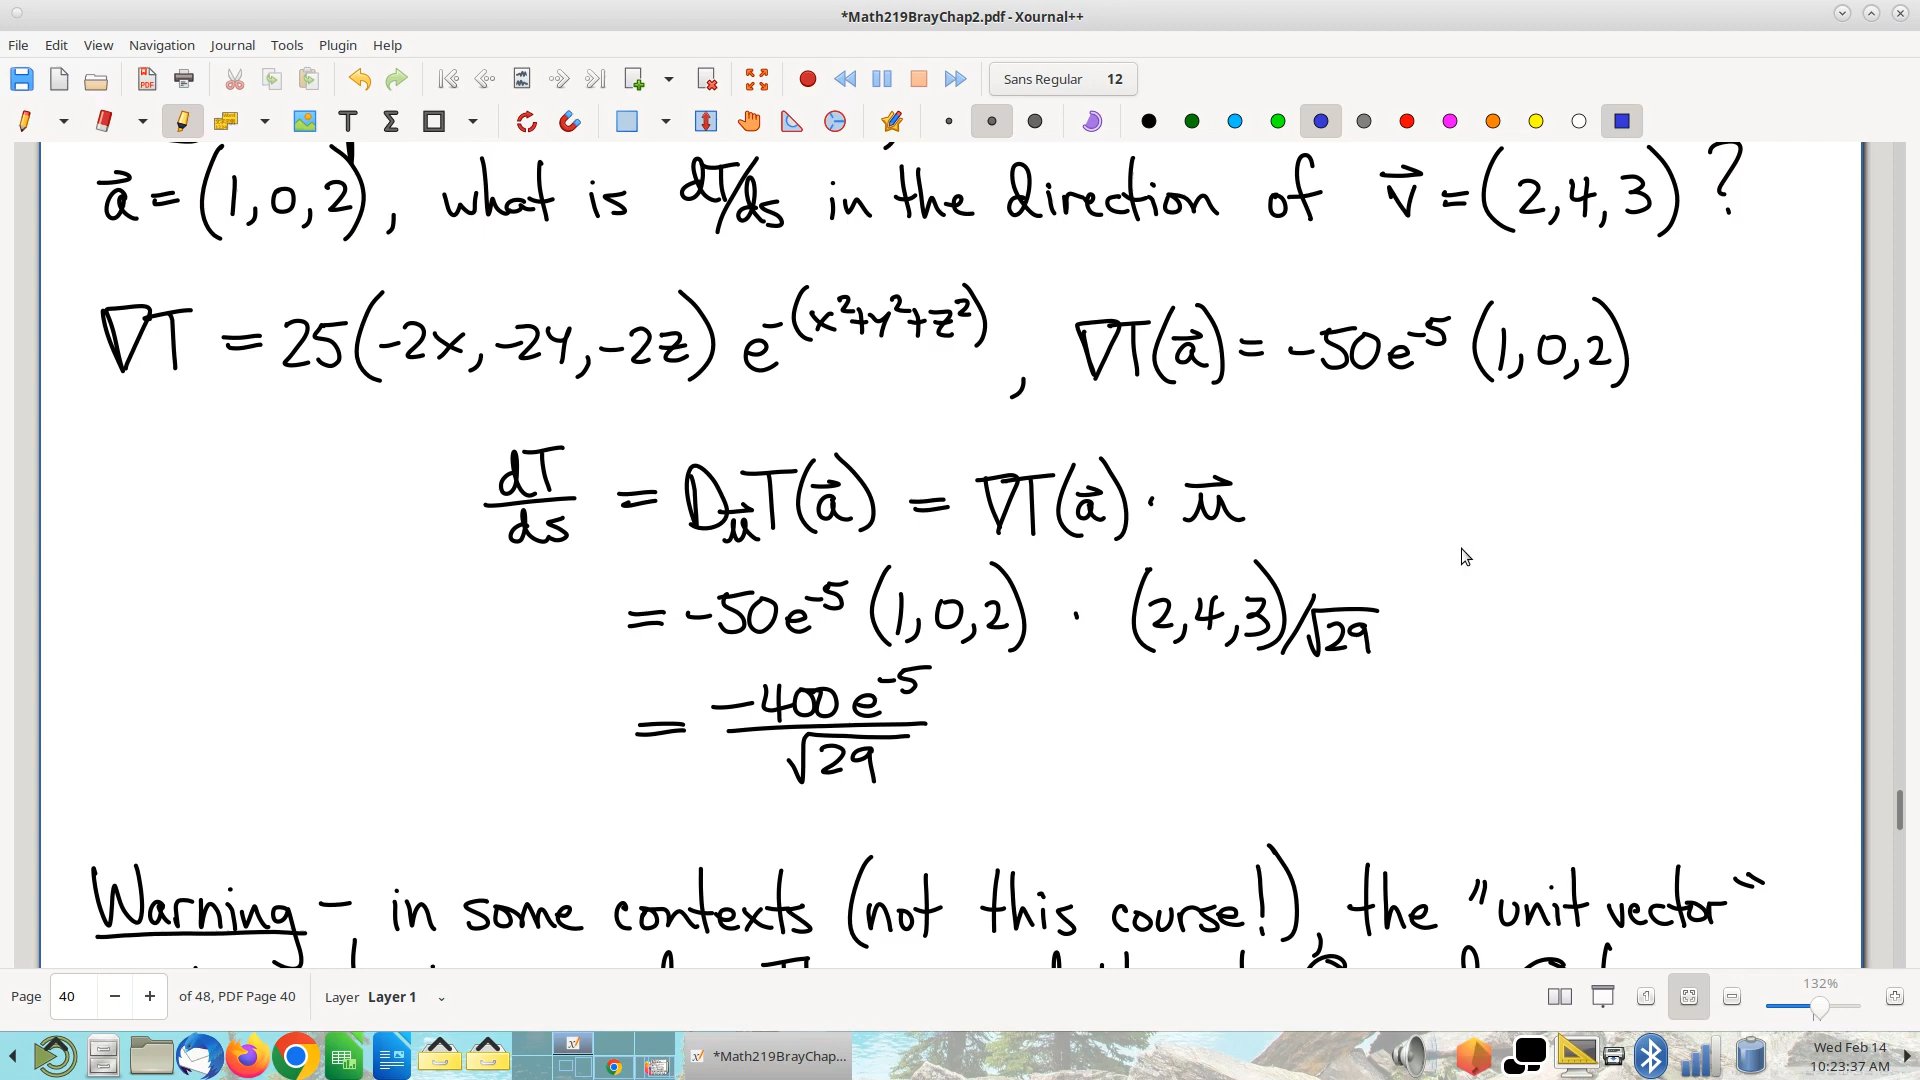 *Math219BrayChap2.pdf - Xournal++
File Edit View Navigation Journal Tools Plugin Help
Sans Regular 12
a⃗ = (1,0,2), what is dT/ds in the direction of v⃗ = (2,4,3)?
∇T = 25(-2x,-2y,-2z) e^-(x²+y²+z²), ∇T(a⃗) = -50e⁻⁵ (1,0,2)
dT/ds = D_u⃗ T(a⃗) = ∇T(a⃗) · u⃗
= -50e⁻⁵ (1,0,2) · (2,4,3)/√29
= -400e⁻⁵/√29
Warning - in some contexts (not this course!), the "unit vector"
Page 40 of 48, PDF Page 40 Layer Layer 1 132%
*Math219BrayChap...
Wed Feb 14
10:23:37 AM